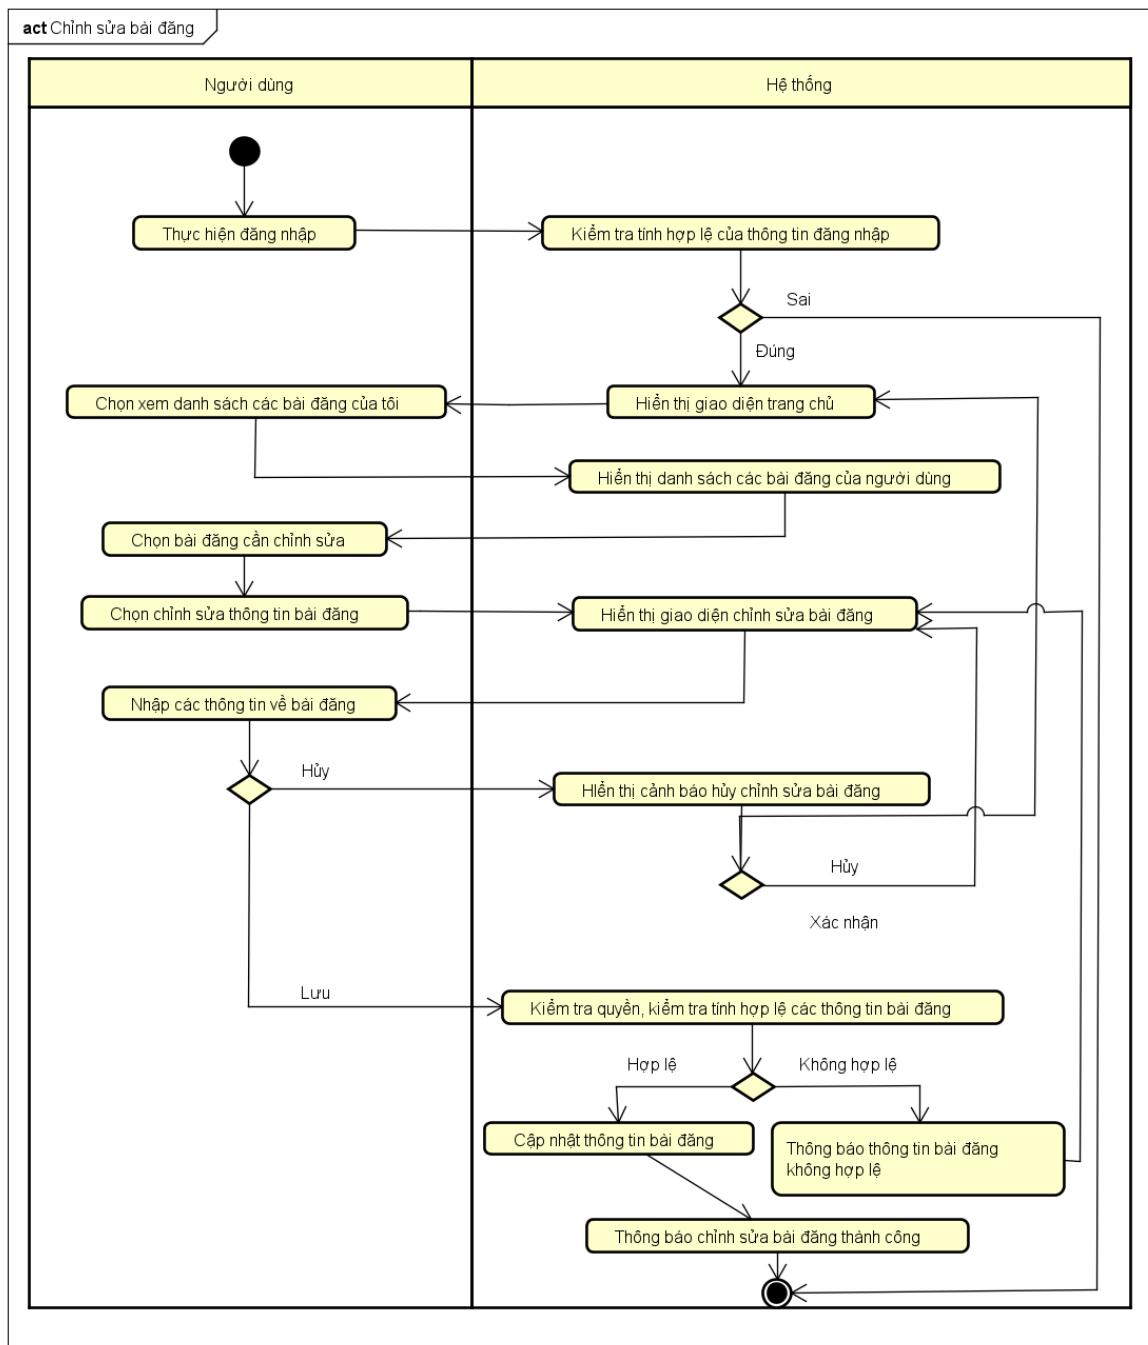 act Chỉnh sửa bài đăng
Người dùng
Hệ thống
Thực hiện đăng nhập
Kiểm tra tính hợp lệ của thông tin đăng nhập
Sai
Đúng
Chọn xem danh sách các bài đăng của tôi
Hiển thị giao diện trang chủ
Hiển thị danh sách các bài đăng của người dùng
Chọn bài đăng cần chỉnh sửa
Chọn chỉnh sửa thông tin bài đăng
Hiển thị giao diện chỉnh sửa bài đăng
Nhập các thông tin về bài đăng
Hủy
HIển thị cảnh báo hủy chỉnh sửa bài đăng
Hủy
Xác nhận
Lưu
Kiểm tra quyền, kiểm tra tính hợp lệ các thông tin bài đăng
Hợp lệ
Không hợp lệ
Cập nhật thông tin bài đăng
Thông báo thông tin bài đăng
không hợp lệ
Thông báo chỉnh sửa bài đăng thành công